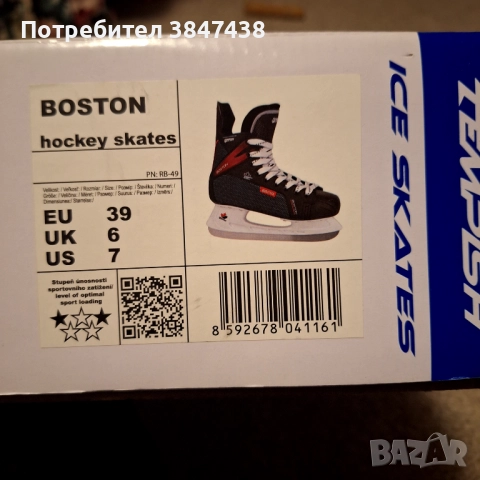 Потребител 3847438
BOSTON
hockey skates
PN: RB-49
EU 39
UK 6
US 7
Stupeň únosnosti
sportovního zatížení/
level of optimal
sport loading
8 592678 041161
ICE SKATES
TEMPISH
BAZAR
bg